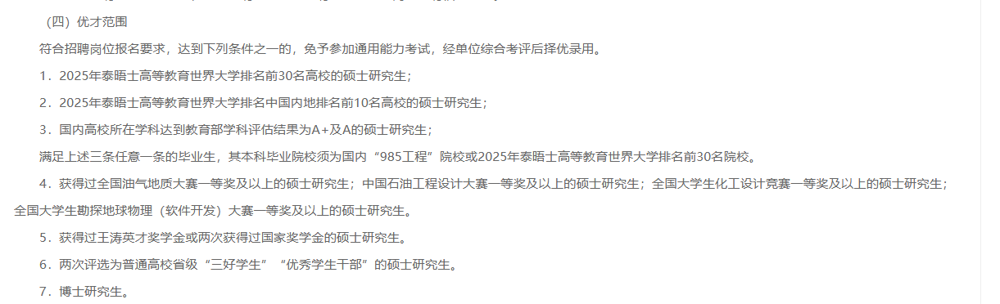 （四）优才范围
符合招聘岗位报名要求，达到下列条件之一的，免予参加通用能力考试，经单位综合考评后择优录用。
1．2025年泰晤士高等教育世界大学排名前30名高校的硕士研究生；
2．2025年泰晤士高等教育世界大学排名中国内地排名前10名高校的硕士研究生；
3．国内高校所在学科达到教育部学科评估结果为A+及A的硕士研究生；
满足上述三条任意一条的毕业生，其本科毕业院校须为国内“985工程”院校或2025年泰晤士高等教育世界大学排名前30名院校。
4．获得过全国油气地质大赛一等奖及以上的硕士研究生；中国石油工程设计大赛一等奖及以上的硕士研究生；全国大学生化工设计竞赛一等奖及以上的硕士研究生；
全国大学生勘探地球物理（软件开发）大赛一等奖及以上的硕士研究生。
5．获得过王涛英才奖学金或两次获得过国家奖学金的硕士研究生。
6．两次评选为普通高校省级“三好学生”“优秀学生干部”的硕士研究生。
7．博士研究生。